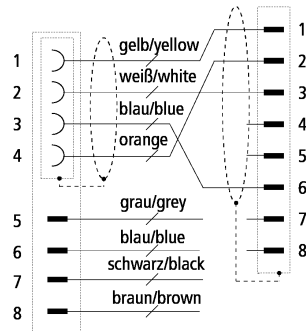 gelb/yellow
1
1
weiß/white
2
2
blau/blue
3
3
orange
4
4
5
6
grau/grey
5
7
blau/blue
6
8
schwarz/black
7
braun/brown
8